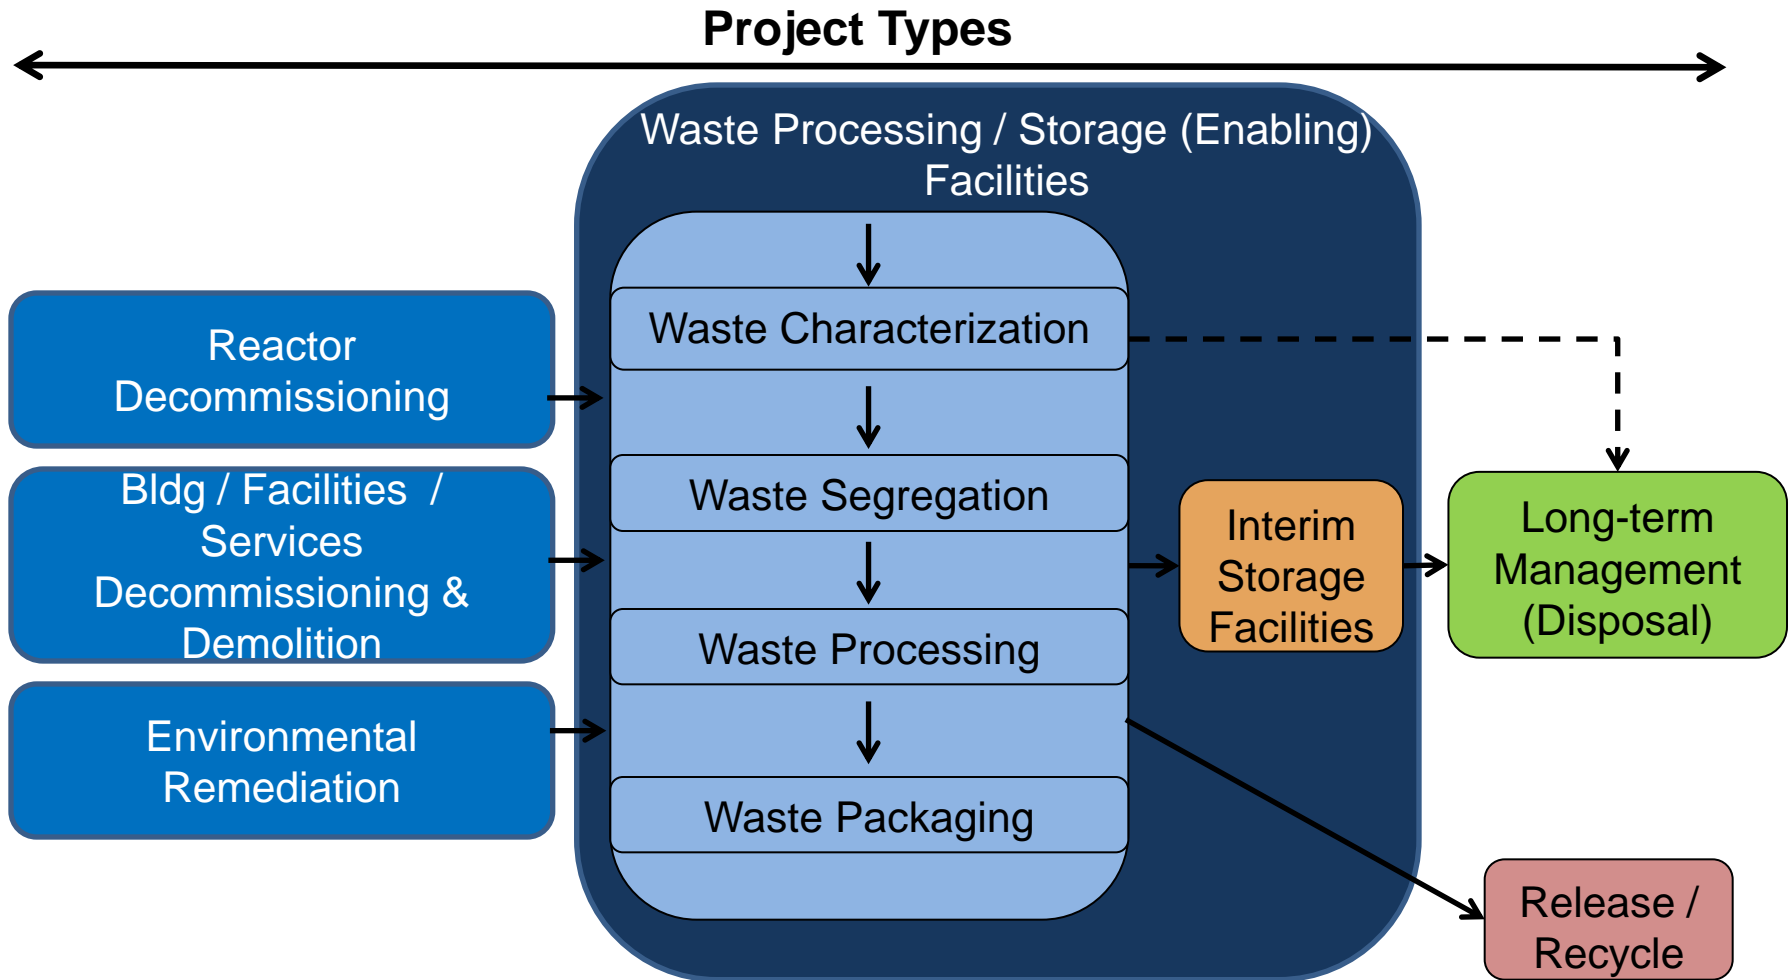 Project Types
Waste Processing / Storage (Enabling)
Facilities
Reactor
Decommissioning
Bldg / Facilities /
Services
Decommissioning &
Demolition
Environmental
Remediation
Waste Characterization
Waste Segregation
Waste Processing
Waste Packaging
Interim
Storage
Facilities
Long-term
Management
(Disposal)
Release /
Recycle